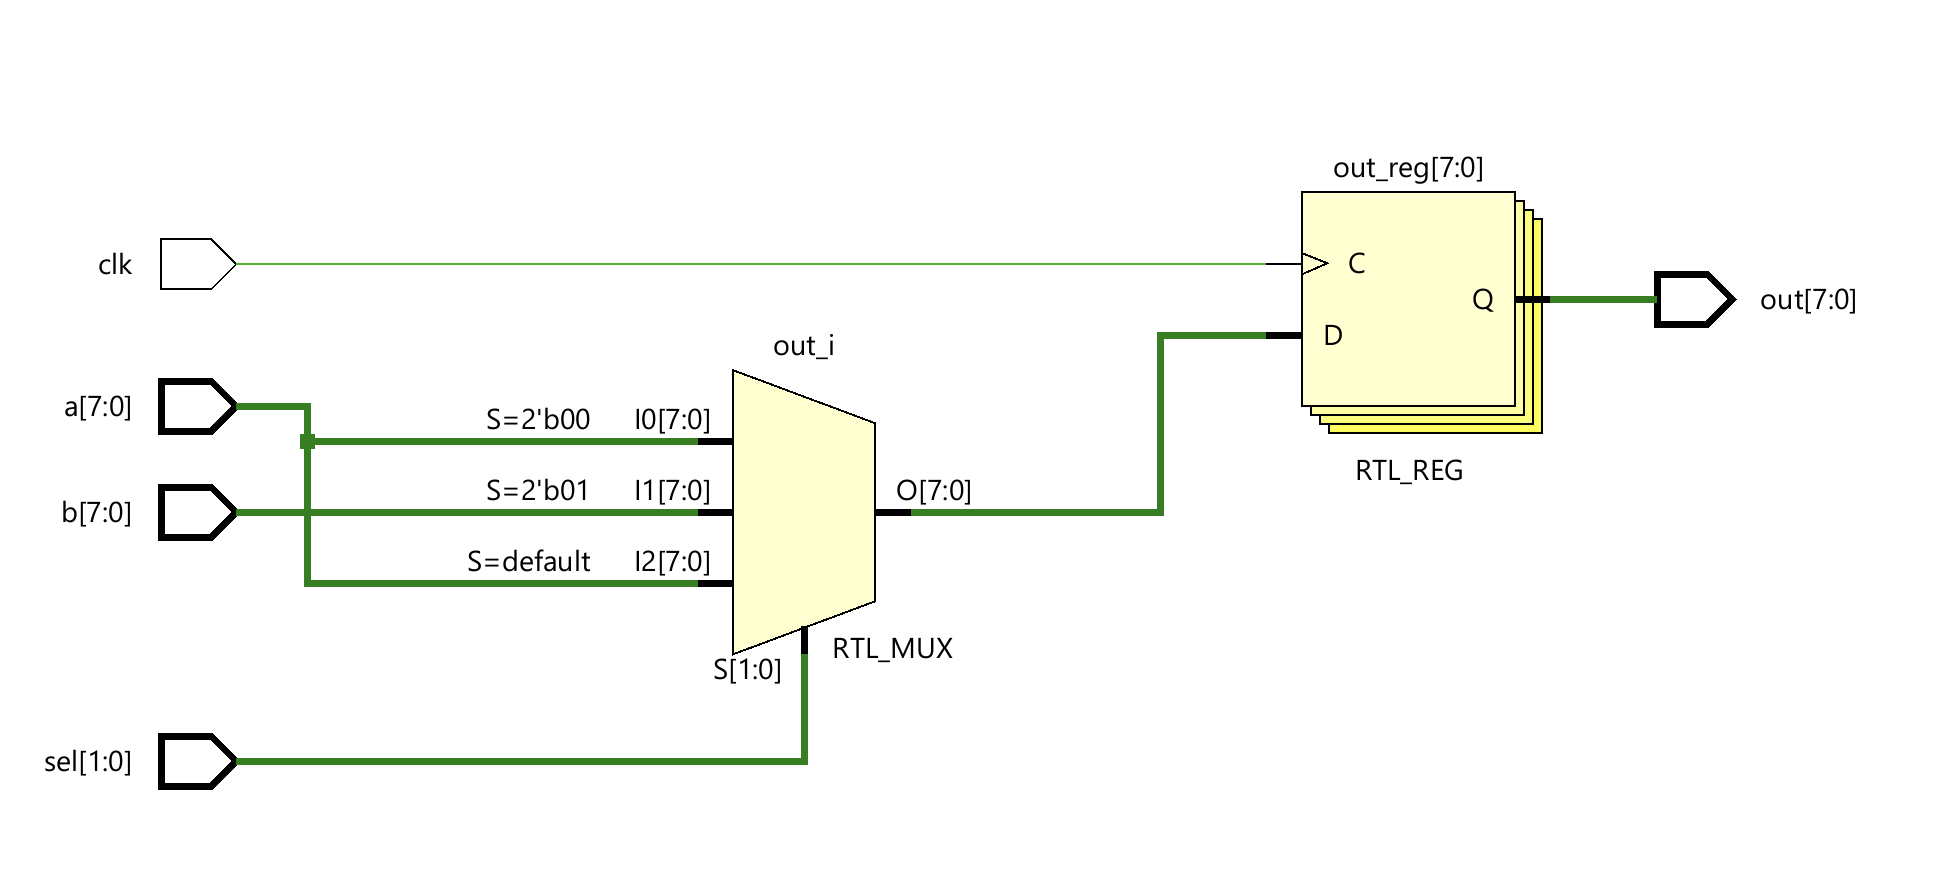 out_reg[7:0]
clk
C
Q
out[7:0]
D
out_i
a[7:0]
S=2'b00
I0[7:0]
RTL_REG
b[7:0]
S=2'b01
I1[7:0]
O[7:0]
S=default
I2[7:0]
RTL_MUX
S[1:0]
sel[1:0]